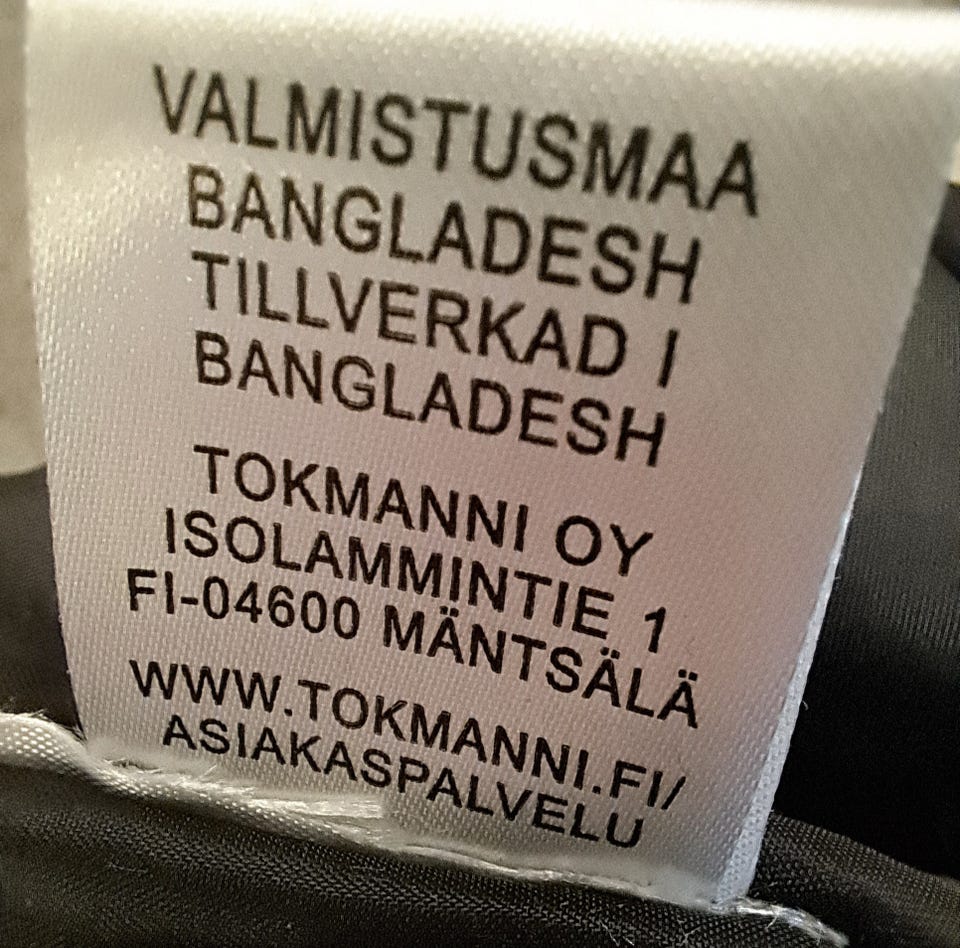 VALMISTUSMAA
BANGLADESH
TILLVERKAD I
BANGLADESH
TOKMANNI OY
ISOLAMMINTIE 1
FI-04600 MÄNTSÄLÄ
WWW.TOKMANNI.FI/
ASIAKASPALVELU